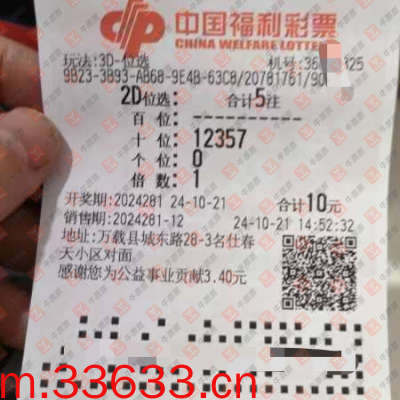 中国福利彩票
CHINA WELFARE LOTTERY
玩法:3D-位选 机号:36 25
9B23-3B93-AB68-9E4B-63C8/20781761/90
2D位选: 合计5注
百位: ----------
十位: 12357
个位: 0
倍数: 1
开奖期:2024281 24-10-21 合计10元
销售期:2024281-12 24-10-21 14:52:32
地址:万载县城东路28-3名仕春
天小区对面
感谢您为公益事业贡献3.40元
m.33633.cn